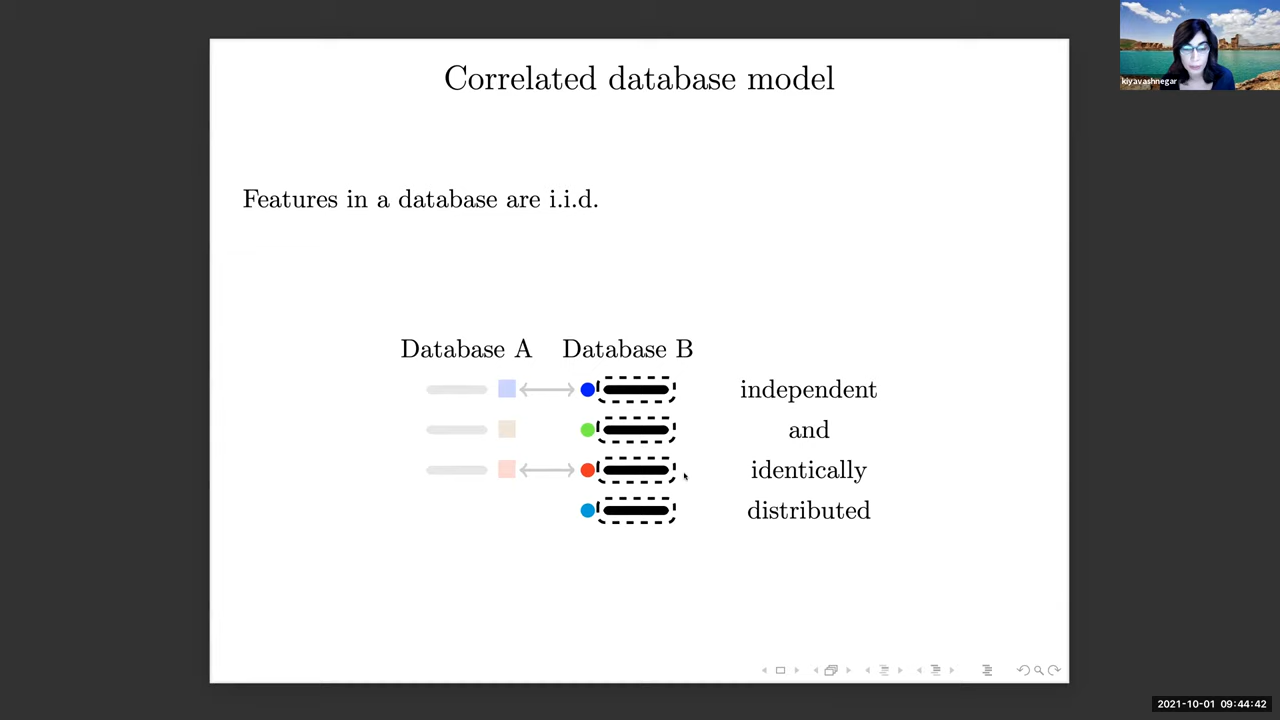 Correlated database model
kiyavashnegar
Features in a database are i.i.d.
Database A Database B
independent
and
identically
distributed
2021-10-01 09:44:42